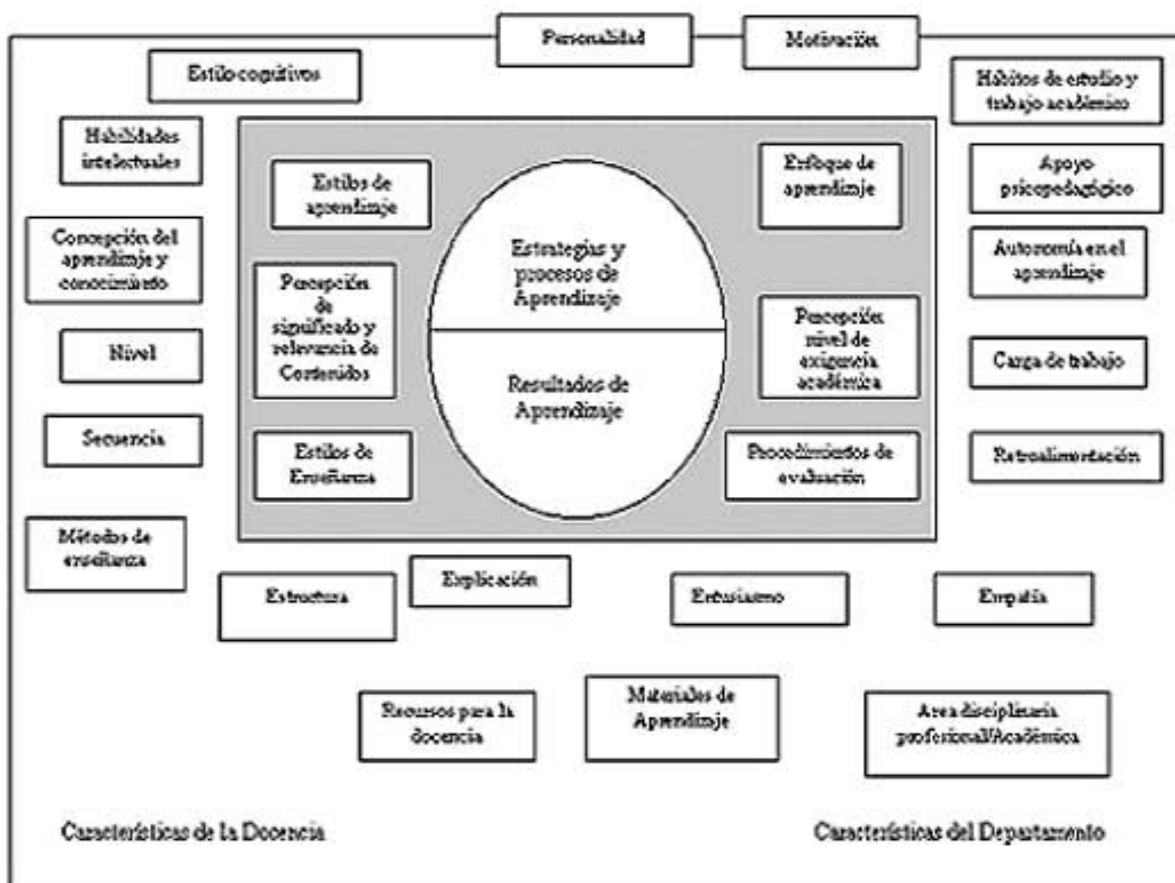 Personalidad
Motivación
Estilo cognitivos
Hábitos de estudio y
trabajo académico
Habilidades
intelectuales
Estilos de
aprendizaje
Enfoque de
aprendizaje
Apoyo
psicopedagógico
Concepción del
aprendizaje y
conocimiento
Estrategias y
procesos de
Aprendizaje
Autonomía en el
aprendizaje
Percepción
de
significado y
relevancia de
Contenidos
Percepción
nivel de
exigencia
académica
Nivel
Resultados de
Aprendizaje
Carga de trabajo
Secuencia
Estilos de
Enseñanza
Procedimientos de
evaluación
Retroalimentación
Métodos de
enseñanza
Estructura
Explicación
Entusiasmo
Empatía
Recursos para la
docencia
Materiales de
Aprendizaje
Area disciplinaria
profesional/Académica
Características de la Docencia
Características del Departamento